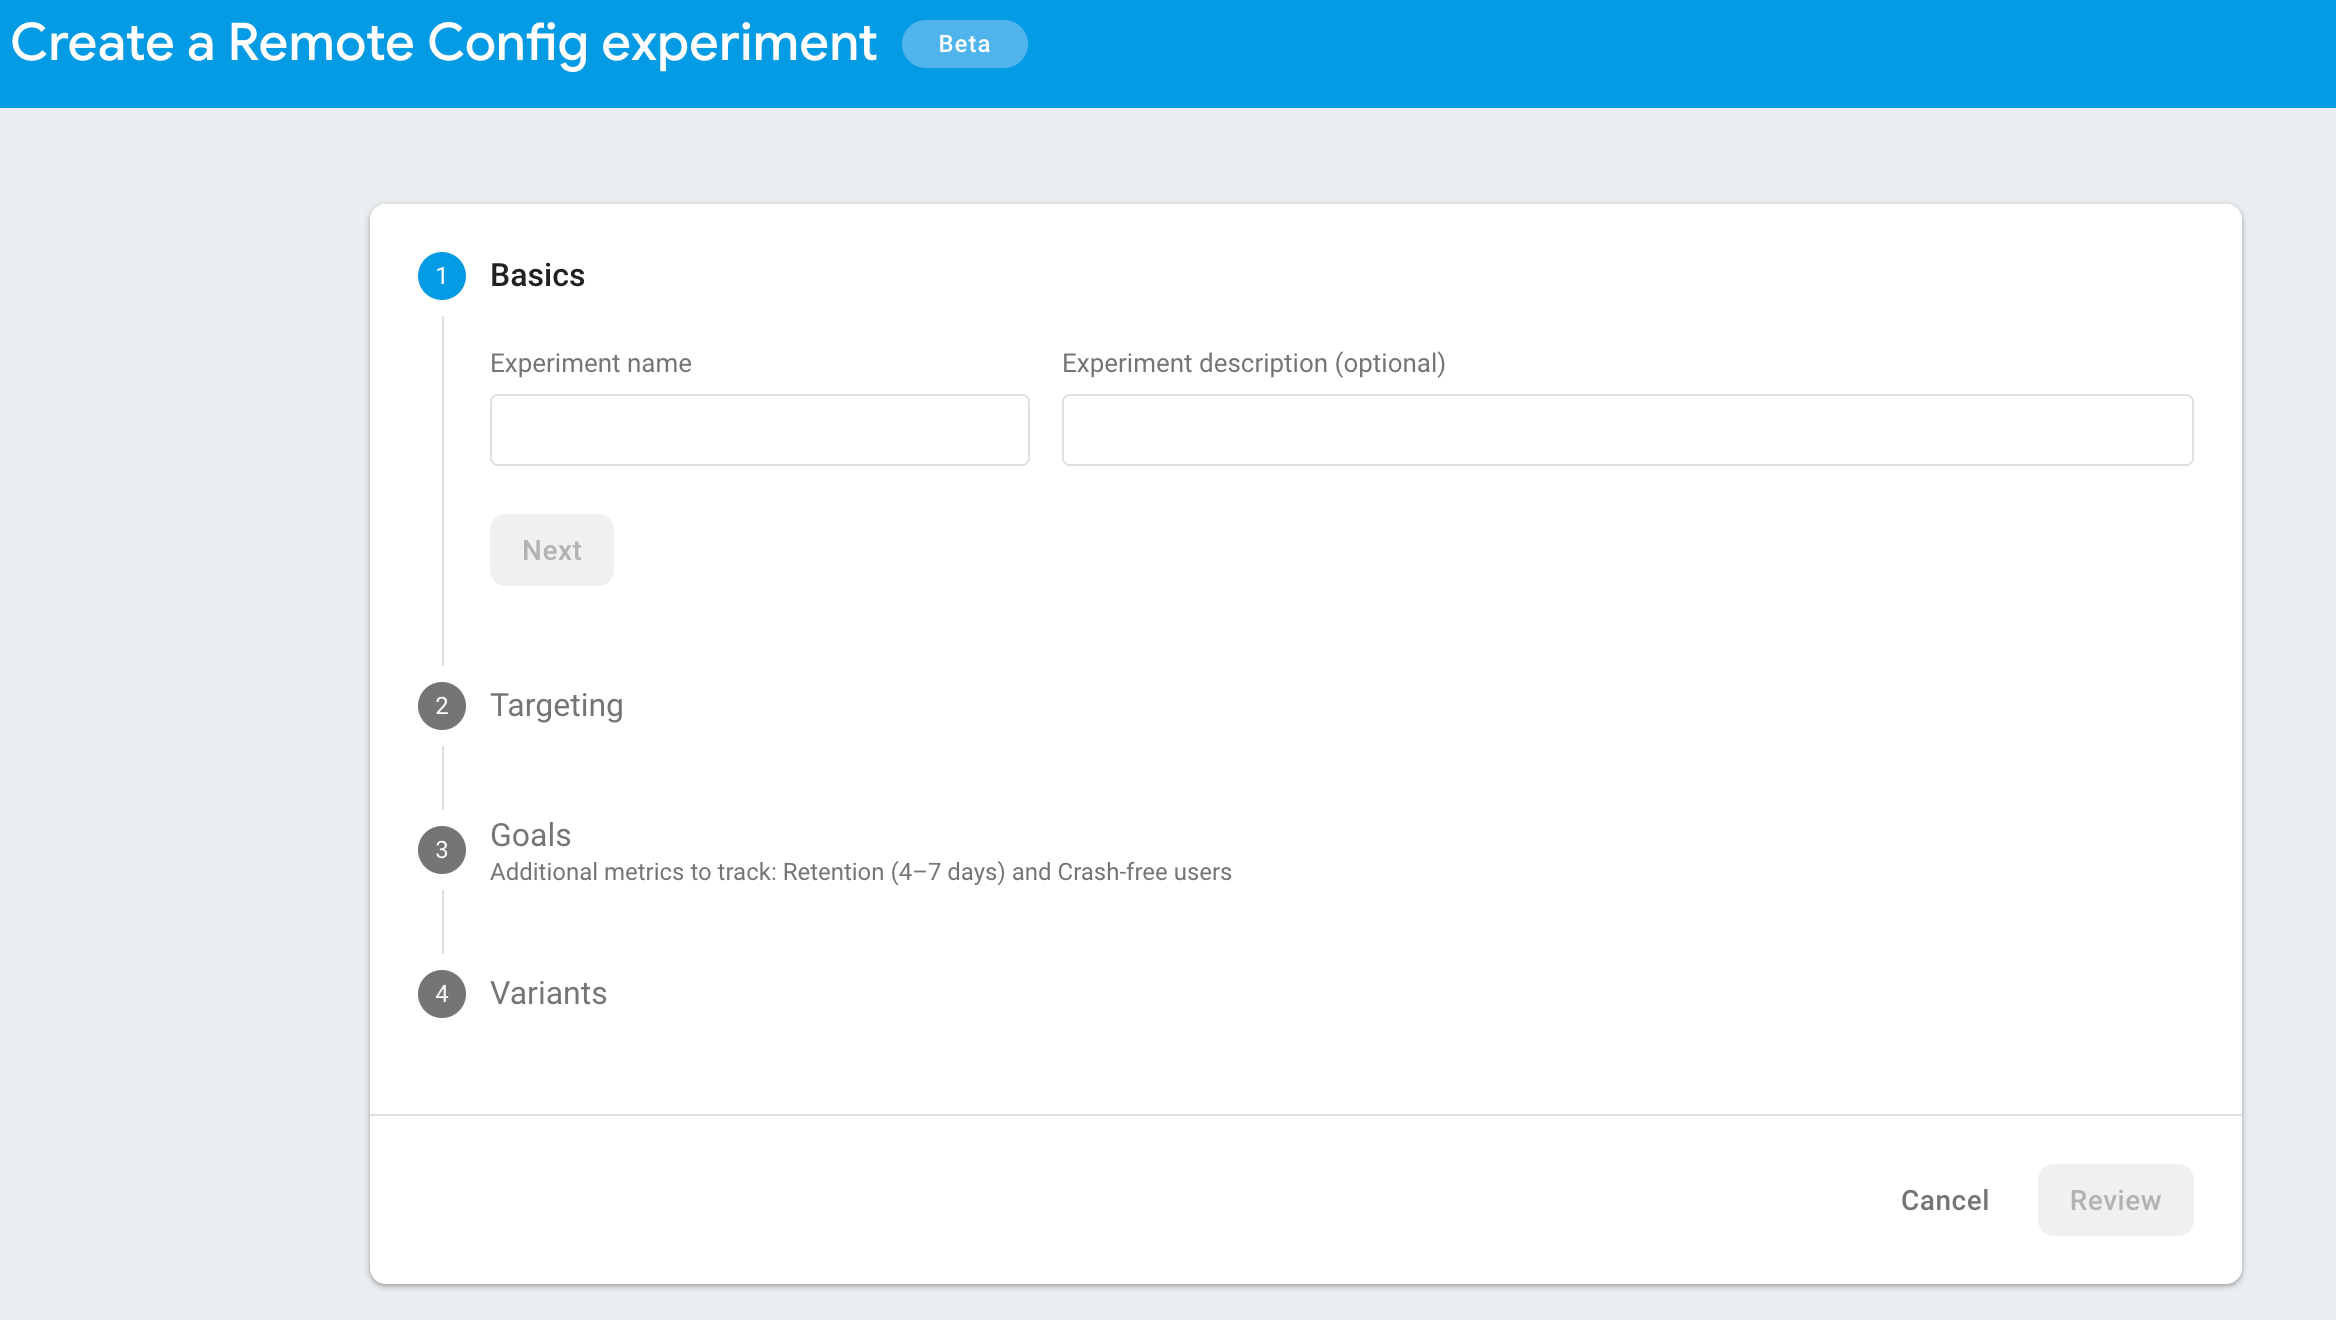 Create a Remote Config experiment Beta
1 Basics
Experiment name Experiment description (optional)
Next
2 Targeting
3 Goals
Additional metrics to track: Retention (4–7 days) and Crash-free users
4 Variants
Cancel Review